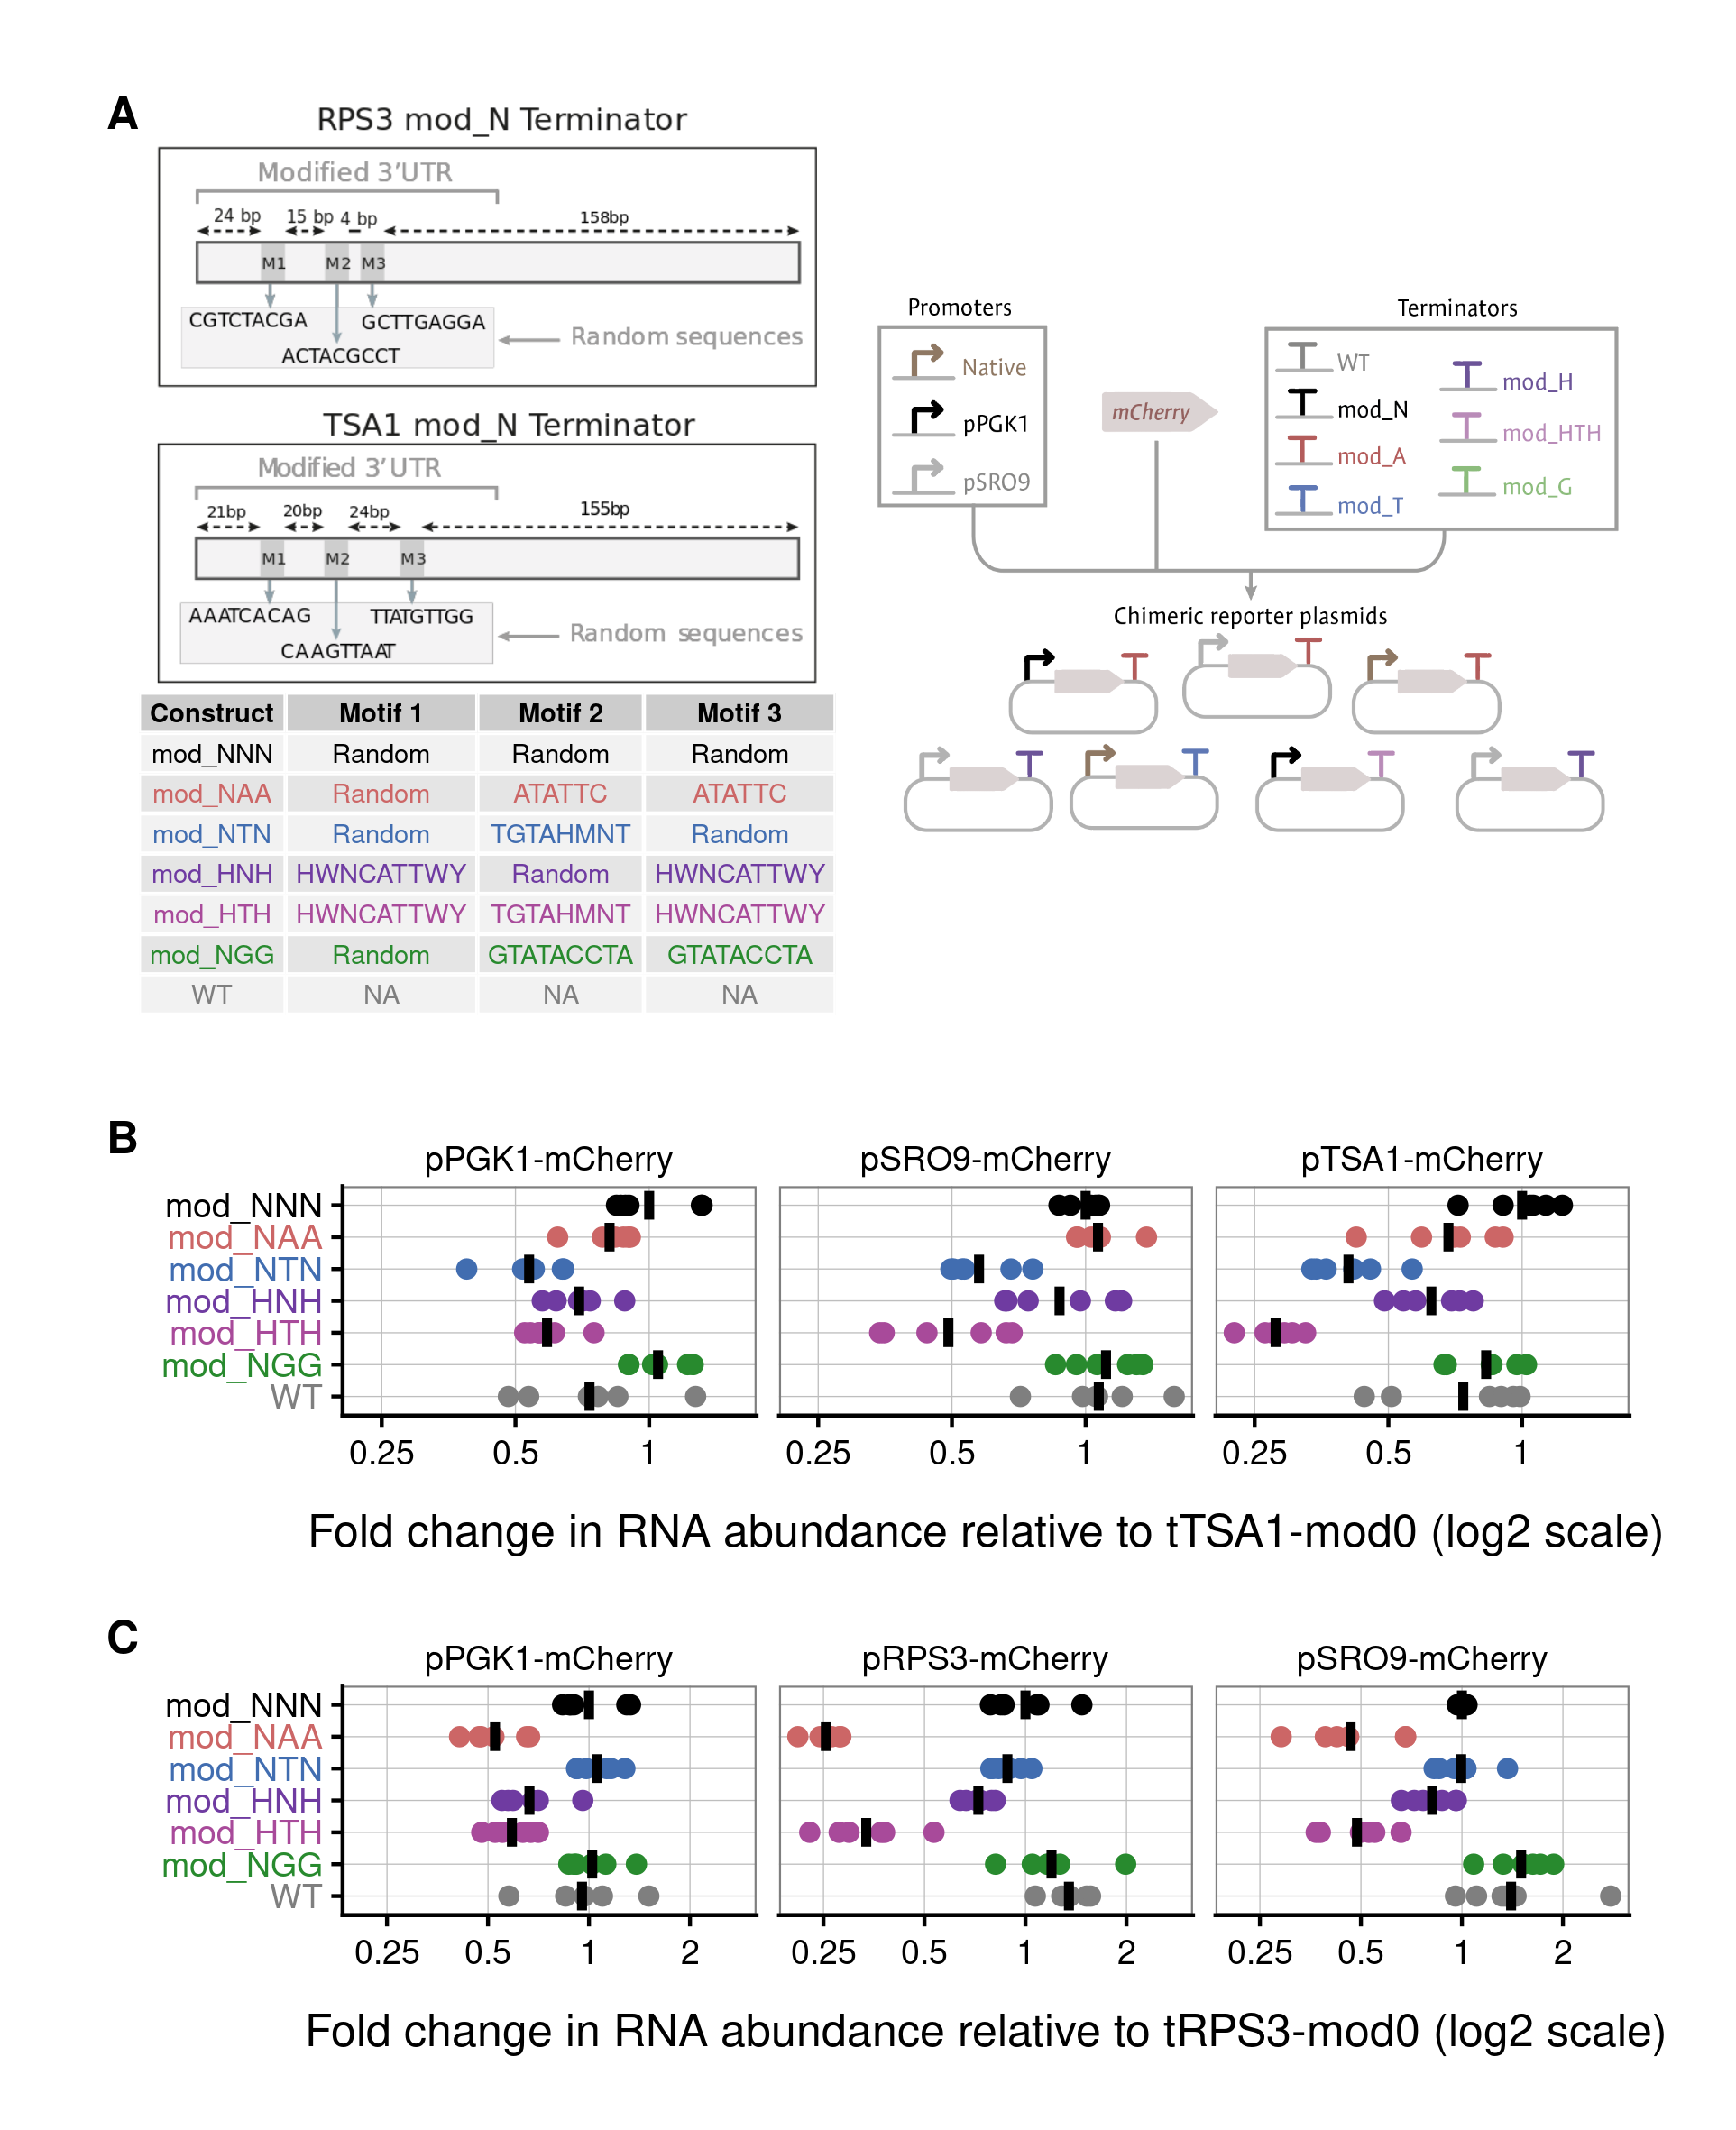 A
RPS3 mod_N Terminator
Modified 3’UTR
24 bp 15 bp 4 bp 158bp
M1 M2 M3
CGTCTACGA GCTTGAGGA
ACTACGCCT
Random sequences
TSA1 mod_N Terminator
Modified 3’UTR
21bp 20bp 24bp 155bp
M1 M2 M3
AAATCACAG TTATGTTGG
CAAGTTAAT
Random sequences
Construct Motif 1 Motif 2 Motif 3
mod_NNN Random Random Random
mod_NAA Random ATATTC ATATTC
mod_NTN Random TGTAHMNT Random
mod_HNH HWNCATTWY Random HWNCATTWY
mod_HTH HWNCATTWY TGTAHMNT HWNCATTWY
mod_NGG Random GTATACCTA GTATACCTA
WT NA NA NA
Promoters
Native
pPGK1
pSRO9
mCherry
Terminators
WT
mod_N
mod_A
mod_T
mod_H
mod_HTH
mod_G
Chimeric reporter plasmids
B
pPGK1-mCherry pSRO9-mCherry pTSA1-mCherry
mod_NNN
mod_NAA
mod_NTN
mod_HNH
mod_HTH
mod_NGG
WT
0.25 0.5 1 0.25 0.5 1 0.25 0.5 1
Fold change in RNA abundance relative to tTSA1-mod0 (log2 scale)
C
pPGK1-mCherry pRPS3-mCherry pSRO9-mCherry
mod_NNN
mod_NAA
mod_NTN
mod_HNH
mod_HTH
mod_NGG
WT
0.25 0.5 1 2 0.25 0.5 1 2 0.25 0.5 1 2
Fold change in RNA abundance relative to tRPS3-mod0 (log2 scale)